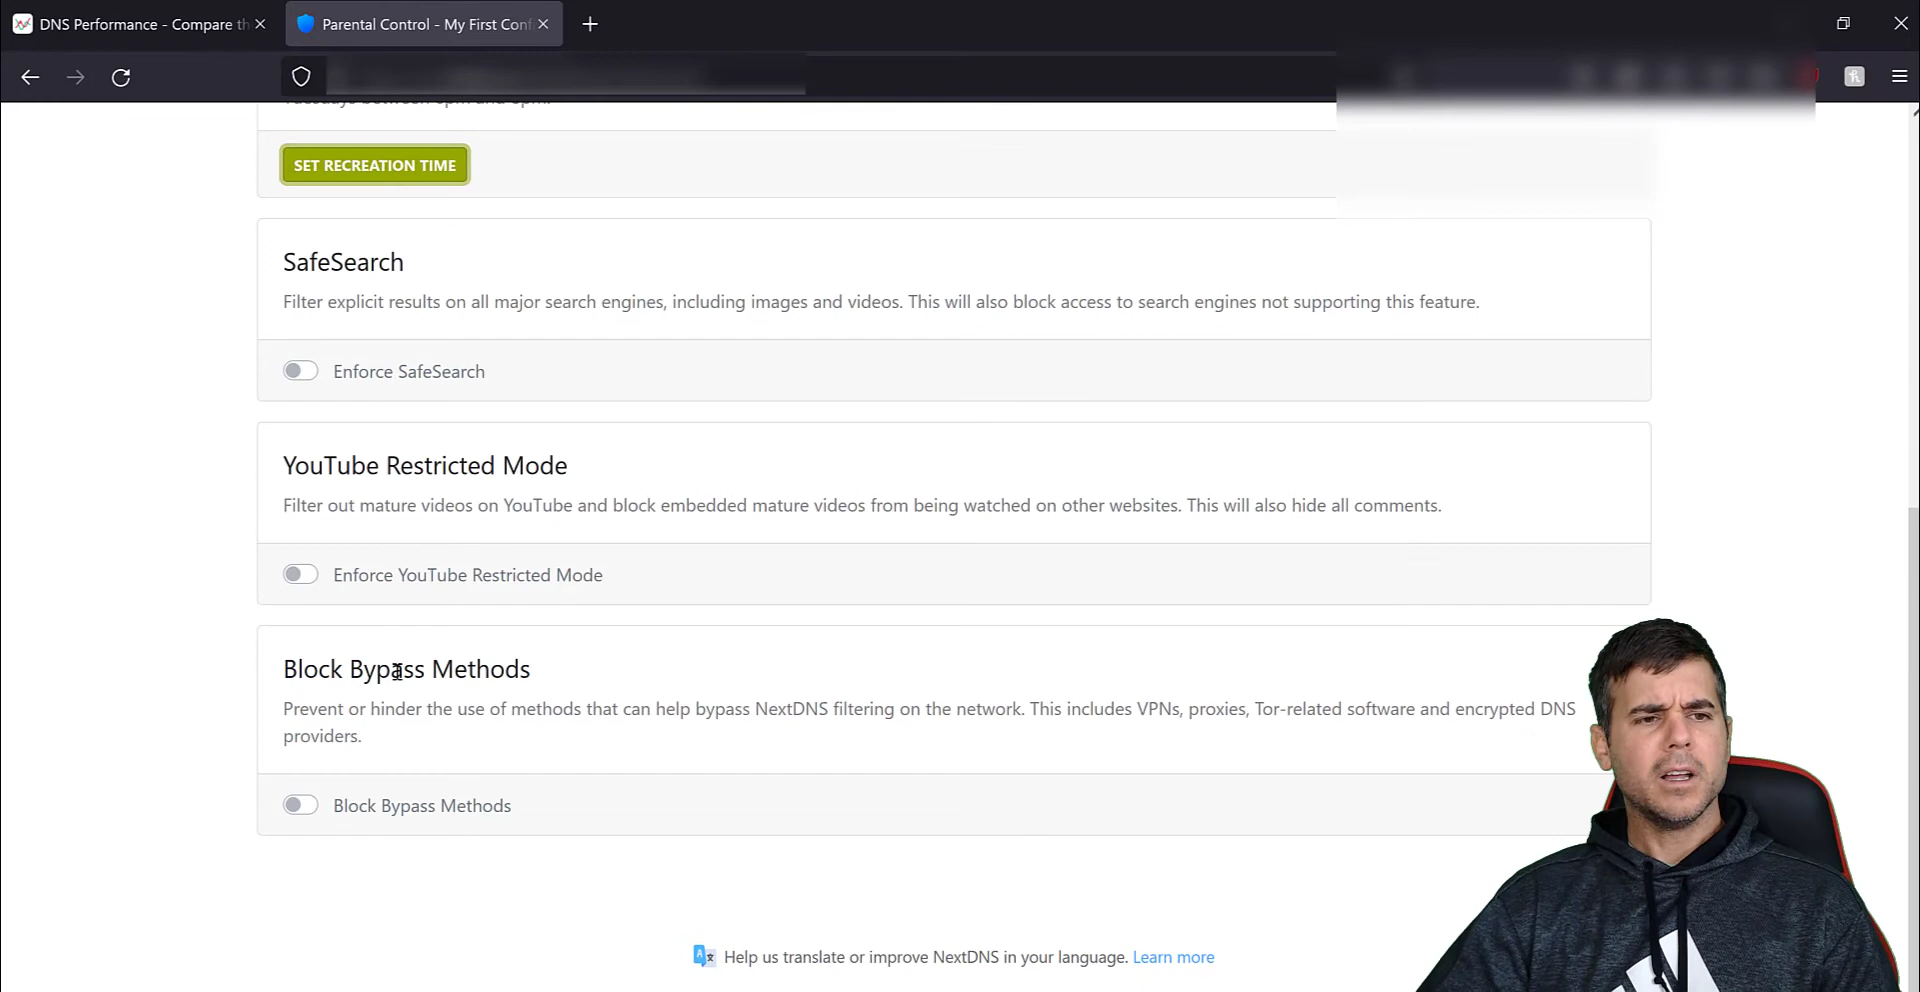 DNS Performance - Compare th
Parental Control - My First Conf
Tuesdays between 6pm and 8pm.
SET RECREATION TIME
SafeSearch
Filter explicit results on all major search engines, including images and videos. This will also block access to search engines not supporting this feature.
Enforce SafeSearch
YouTube Restricted Mode
Filter out mature videos on YouTube and block embedded mature videos from being watched on other websites. This will also hide all comments.
Enforce YouTube Restricted Mode
Block Bypass Methods
Prevent or hinder the use of methods that can help bypass NextDNS filtering on the network. This includes VPNs, proxies, Tor-related software and encrypted DNS
providers.
Block Bypass Methods
Help us translate or improve NextDNS in your language. Learn more